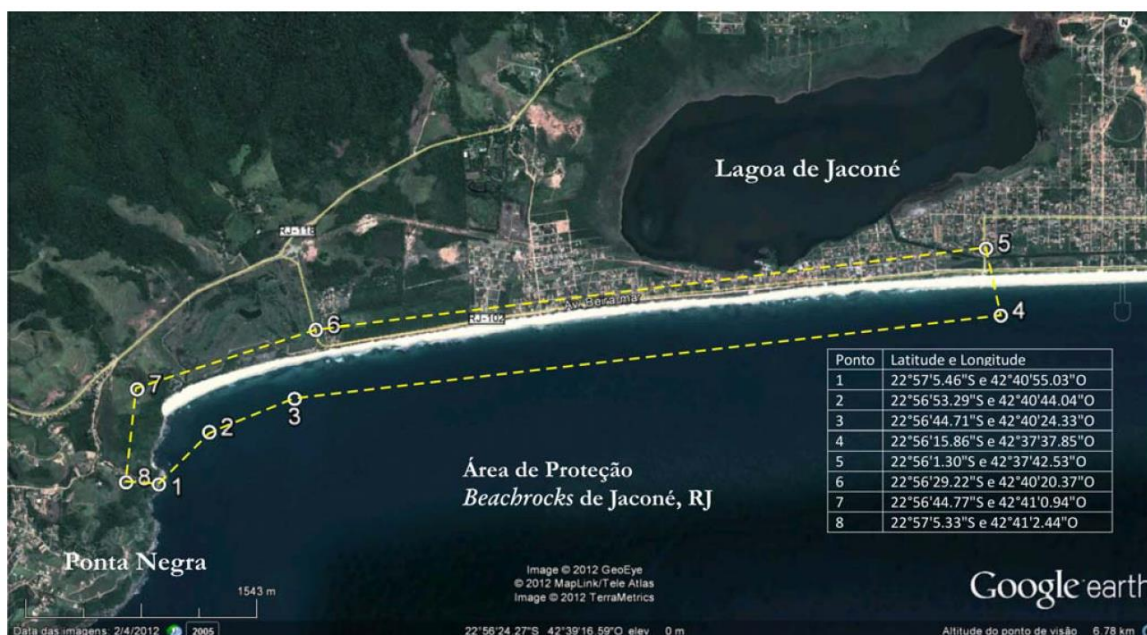 N
Lagoa de Jaconé
RJ-118
5
Av. Beira mar
RJ-102
4
6
7
3
2
8
1
Ponto Latitude e Longitude
1 22°57'5.46"S e 42°40'55.03"O
2 22°56'53.29"S e 42°40'44.04"O
3 22°56'44.71"S e 42°40'24.33"O
4 22°56'15.86"S e 42°37'37.85"O
5 22°56'1.30"S e 42°37'42.53"O
6 22°56'29.22"S e 42°40'20.37"O
7 22°56'44.77"S e 42°41'0.94"O
8 22°57'5.33"S e 42°41'2.44"O
Área de Proteção
Beachrocks de Jaconé, RJ
Ponta Negra
Image © 2012 GeoEye
© 2012 MapLink/Tele Atlas
Image © 2012 TerraMetrics
Google earth
1543 m
Data das imagens: 2/4/2012 2005 22°56'24.27"S 42°39'16.59"O elev 0 m Altitude do ponto de visão 6.78 km